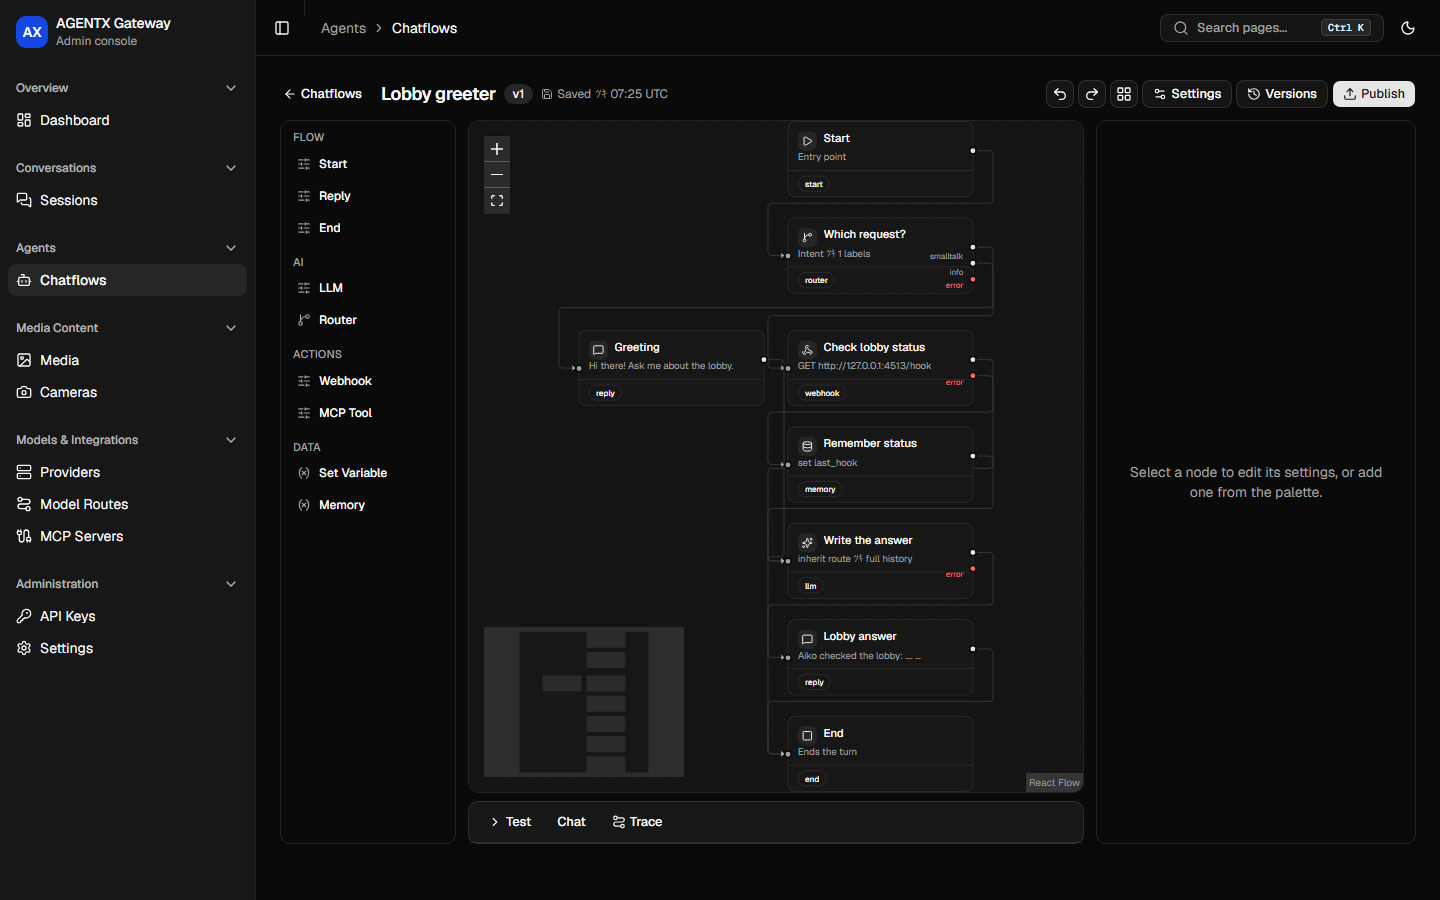 AX
AGENTX Gateway
Admin console
Overview
Dashboard
Conversations
Sessions
Agents
Chatflows
Media Content
Media
Cameras
Models & Integrations
Providers
Model Routes
MCP Servers
Administration
API Keys
Settings
Agents > Chatflows
Search pages...
Ctrl K
Chatflows
Lobby greeter
v1
Saved ﾂｷ 07:25 UTC
Settings
Versions
Publish
FLOW
Start
Reply
End
AI
LLM
Router
ACTIONS
Webhook
MCP Tool
DATA
Set Variable
Memory
Start
Entry point
start
Which request?
Intent ﾂｷ 1 labels
smalltalk
info
error
router
Greeting
Hi there! Ask me about the lobby.
reply
Check lobby status
GET http://127.0.0.1:4513/hook
error
webhook
Remember status
set last_hook
memory
Write the answer
inherit route ﾂｷ full history
error
llm
Lobby answer
Aiko checked the lobby: __ _
reply
End
Ends the turn
end
React Flow
Test
Chat
Trace
Select a node to edit its settings, or add
one from the palette.